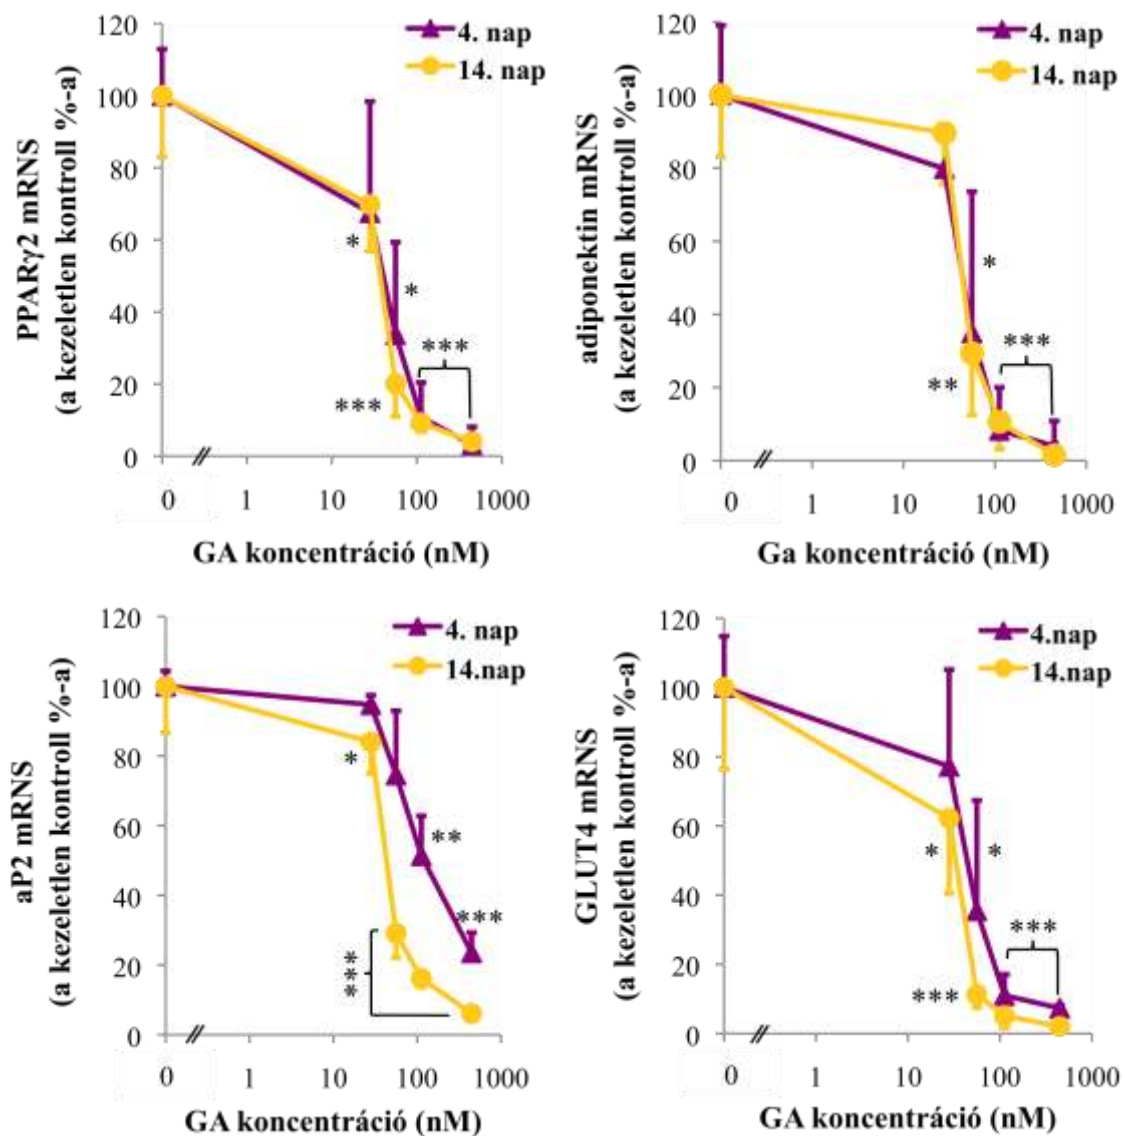 4. nap
14. nap
PPARγ2 mRNS
(a kezeletlen kontroll %-a)
120
100
80
60
40
20
0
*
*
***
***
0 1 10 100 1000
GA koncentráció (nM)
4. nap
14. nap
adiponektin mRNS
(a kezeletlen kontroll %-a)
120
100
80
60
40
20
0
*
***
**
0 1 10 100 1000
Ga koncentráció (nM)
4. nap
14.nap
aP2 mRNS
(a kezeletlen kontroll %-a)
120
100
80
60
40
20
0
*
**
***
***
0 1 10 100 1000
GA koncentráció (nM)
4.nap
14.nap
GLUT4 mRNS
(a kezeletlen kontroll %-a)
120
100
80
60
40
20
0
*
*
***
***
0 1 10 100 1000
GA koncentráció (nM)